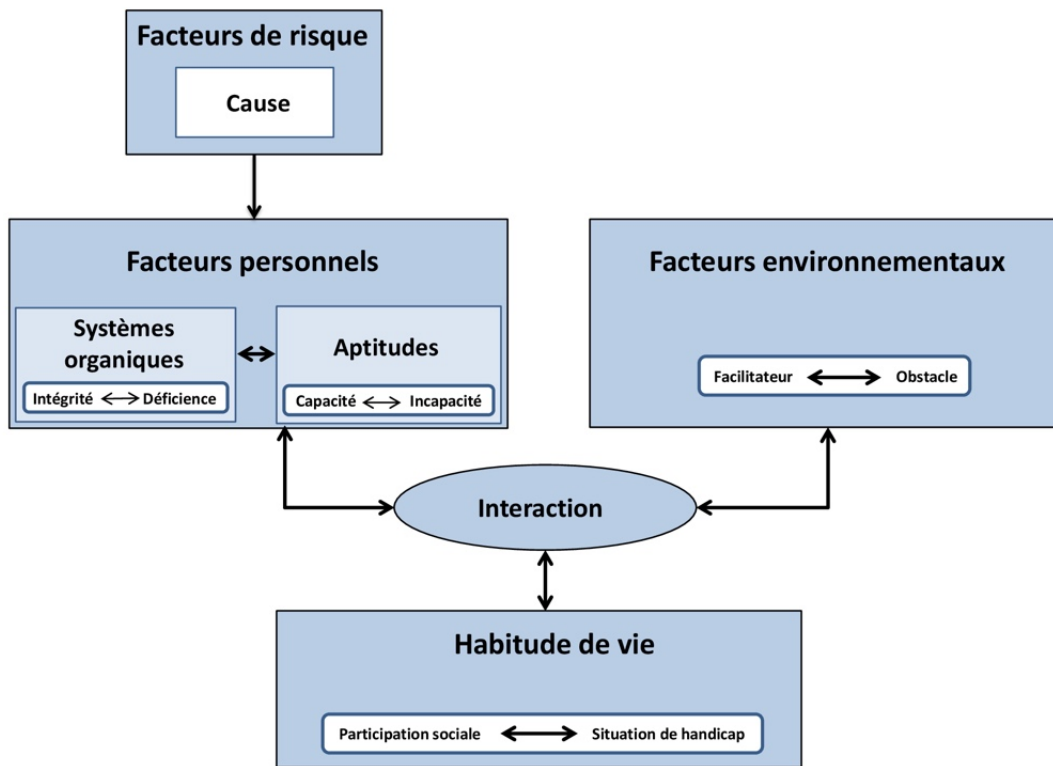 Facteurs de risque
Cause
Facteurs personnels
Systèmes
organiques
Intégrité Déficience
Aptitudes
Capacité Incapacité
Facteurs environnementaux
Facilitateur Obstacle
Interaction
Habitude de vie
Participation sociale Situation de handicap